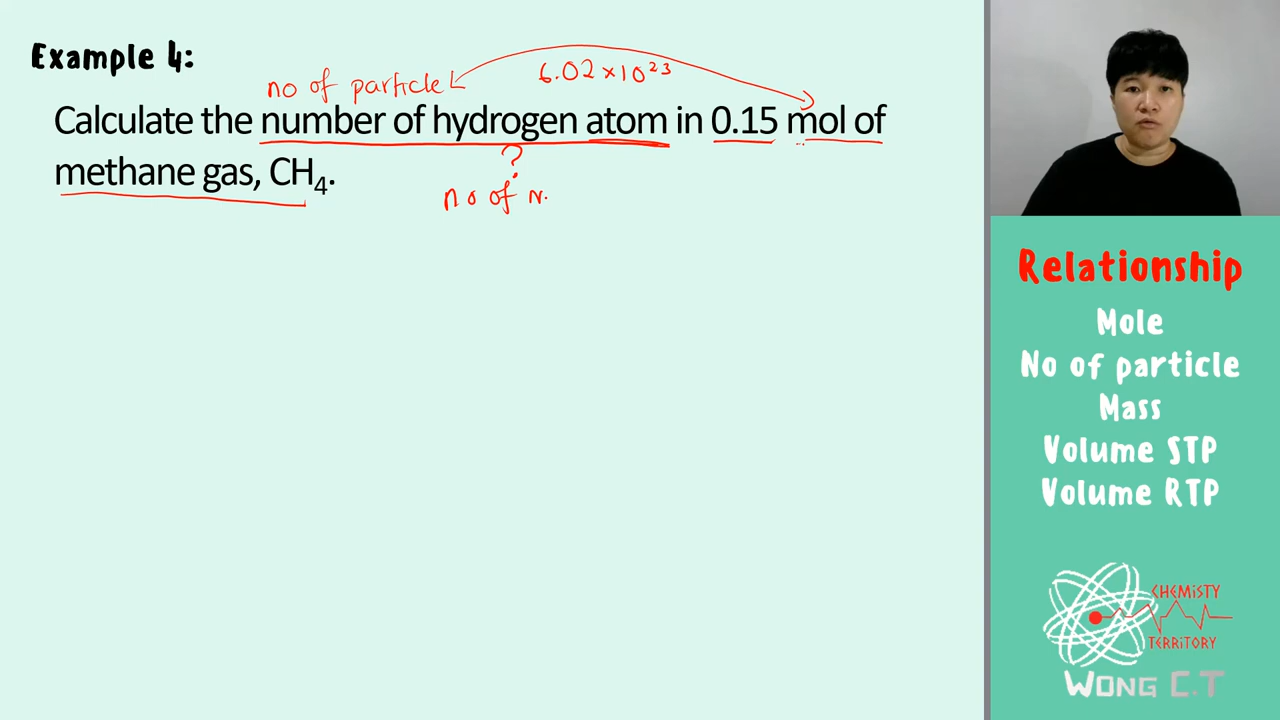 Example 4:
no of particle
6.02×10²³
Calculate the number of hydrogen atom in 0.15 mol of
?
methane gas, CH₄.
no of
Relationship
Mole
No of particle
Mass
Volume STP
Volume RTP
CHEMiSTY
TERRiTORY
WONG C.T